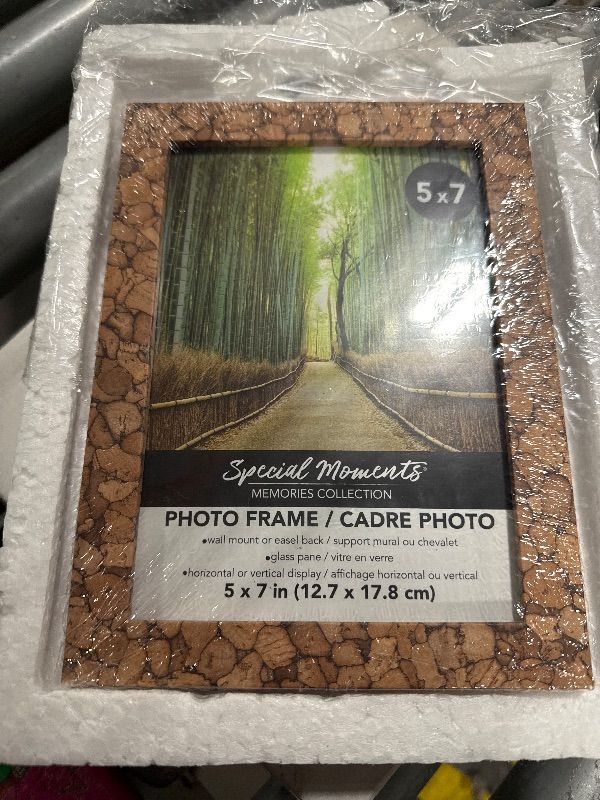 5 x 7
Special Moments
MEMORIES COLLECTION
PHOTO FRAME / CADRE PHOTO
•wall mount or easel back / support mural ou chevalet
•glass pane / vitre en verre
•horizontal or vertical display / affichage horizontal ou vertical
5 x 7 in (12.7 x 17.8 cm)